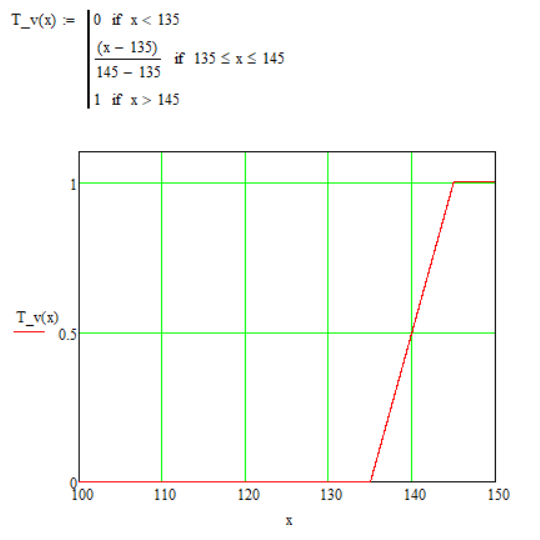 T_v(x) := 0 if x < 135
(x − 135)
145 − 135
if 135 ≤ x ≤ 145
1 if x > 145
1
T_v(x)
0.5
0
100 110 120 130 140 150
x